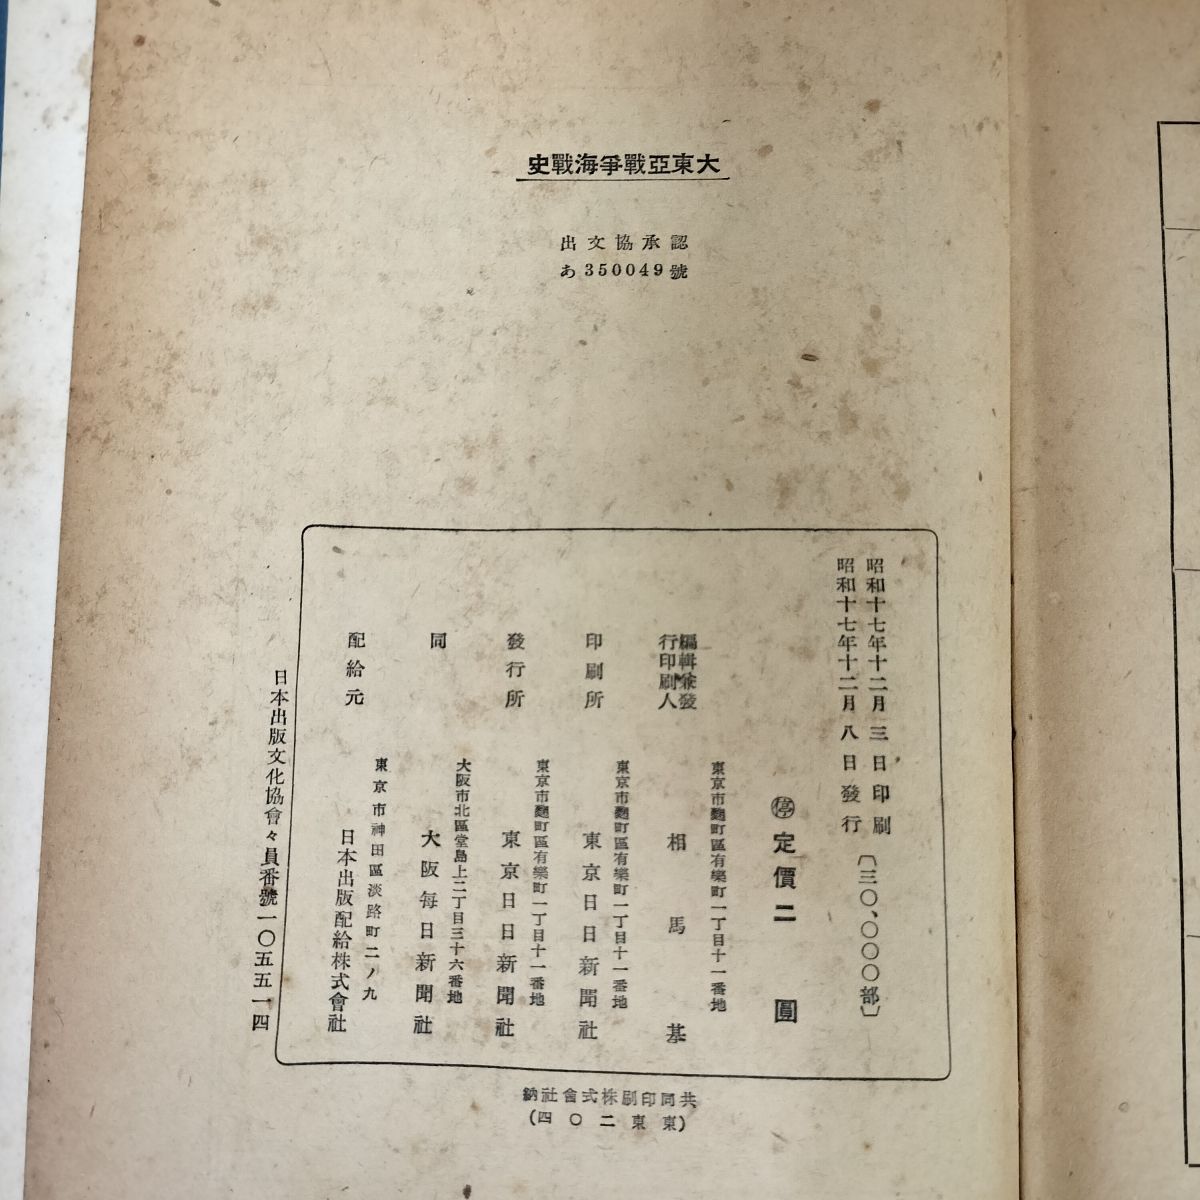 大東亞戰爭海戰史
出文協承認
あ350049號
昭和十七年十二月三日印刷
昭和十七年十二月八日發行
〔三〇、〇〇〇部〕
停定價二圓
編輯兼發
行印刷人
東京市麴町區有樂町一丁目十一番地
相馬基
印刷所
東京市麴町區有樂町一丁目十一番地
東京日日新聞社
發行所
東京市麴町區有樂町一丁目十一番地
東京日日新聞社
同
大阪市北區堂島上二丁目三十六番地
大阪每日新聞社
配給元
東京市神田區淡路町二ノ九
日本出版配給株式會社
日本出版文化協會々員番號一〇五五一四
共同印刷株式會社納
(東東二〇四)